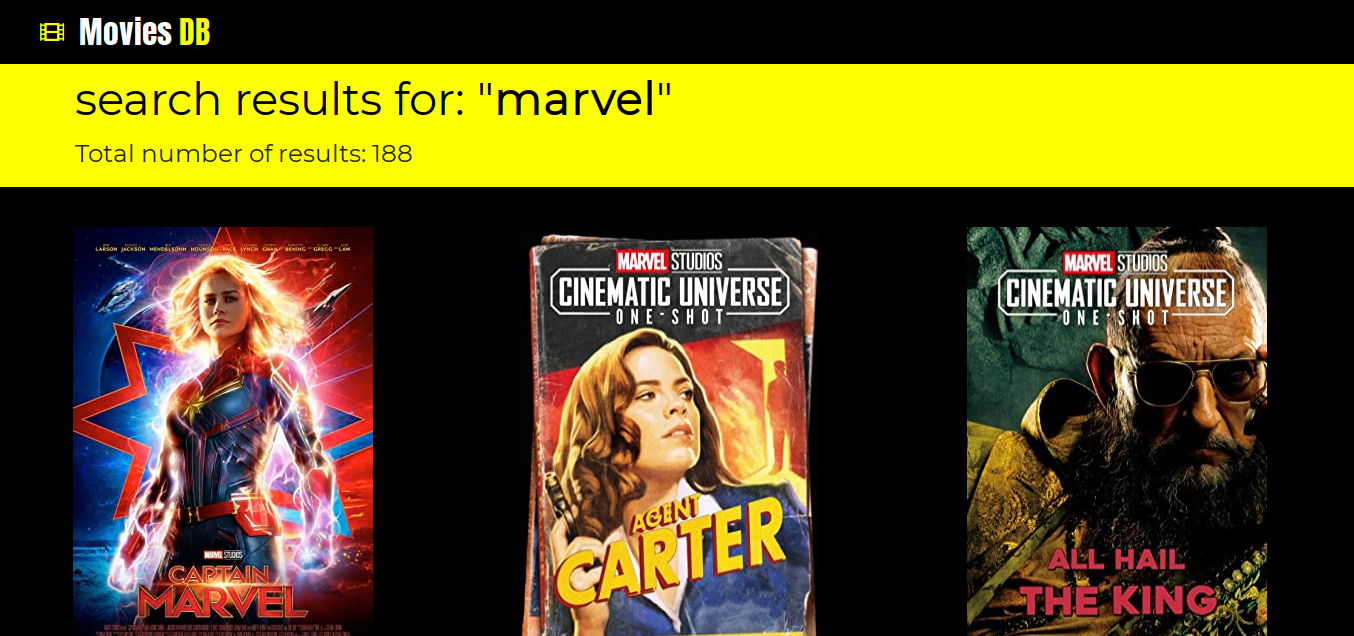 Movies DB
search results for: "marvel"
Total number of results: 188
LARSON JACKSON MENDELSOHN HOUNSOU PACE LYNCH CHAN BENING GREGG LAW
MARVEL STUDIOS
CAPTAIN
MARVEL
MARVEL STUDIOS
CINEMATIC UNIVERSE
ONE-SHOT
AGENT
CARTER
MARVEL STUDIOS
CINEMATIC UNIVERSE
ONE-SHOT
ALL HAIL
THE KING